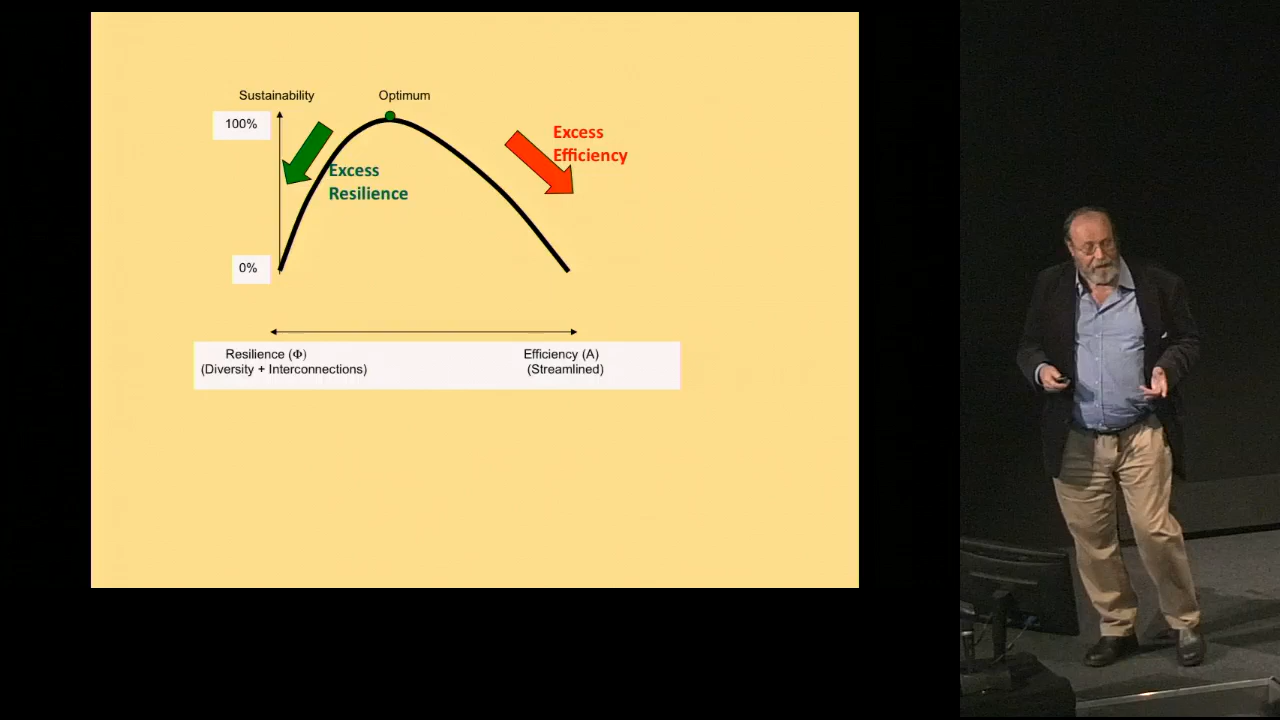 Sustainability
Optimum
100%
Excess
Efficiency
Excess
Resilience
0%
Resilience (Φ)
(Diversity + Interconnections)
Efficiency (A)
(Streamlined)